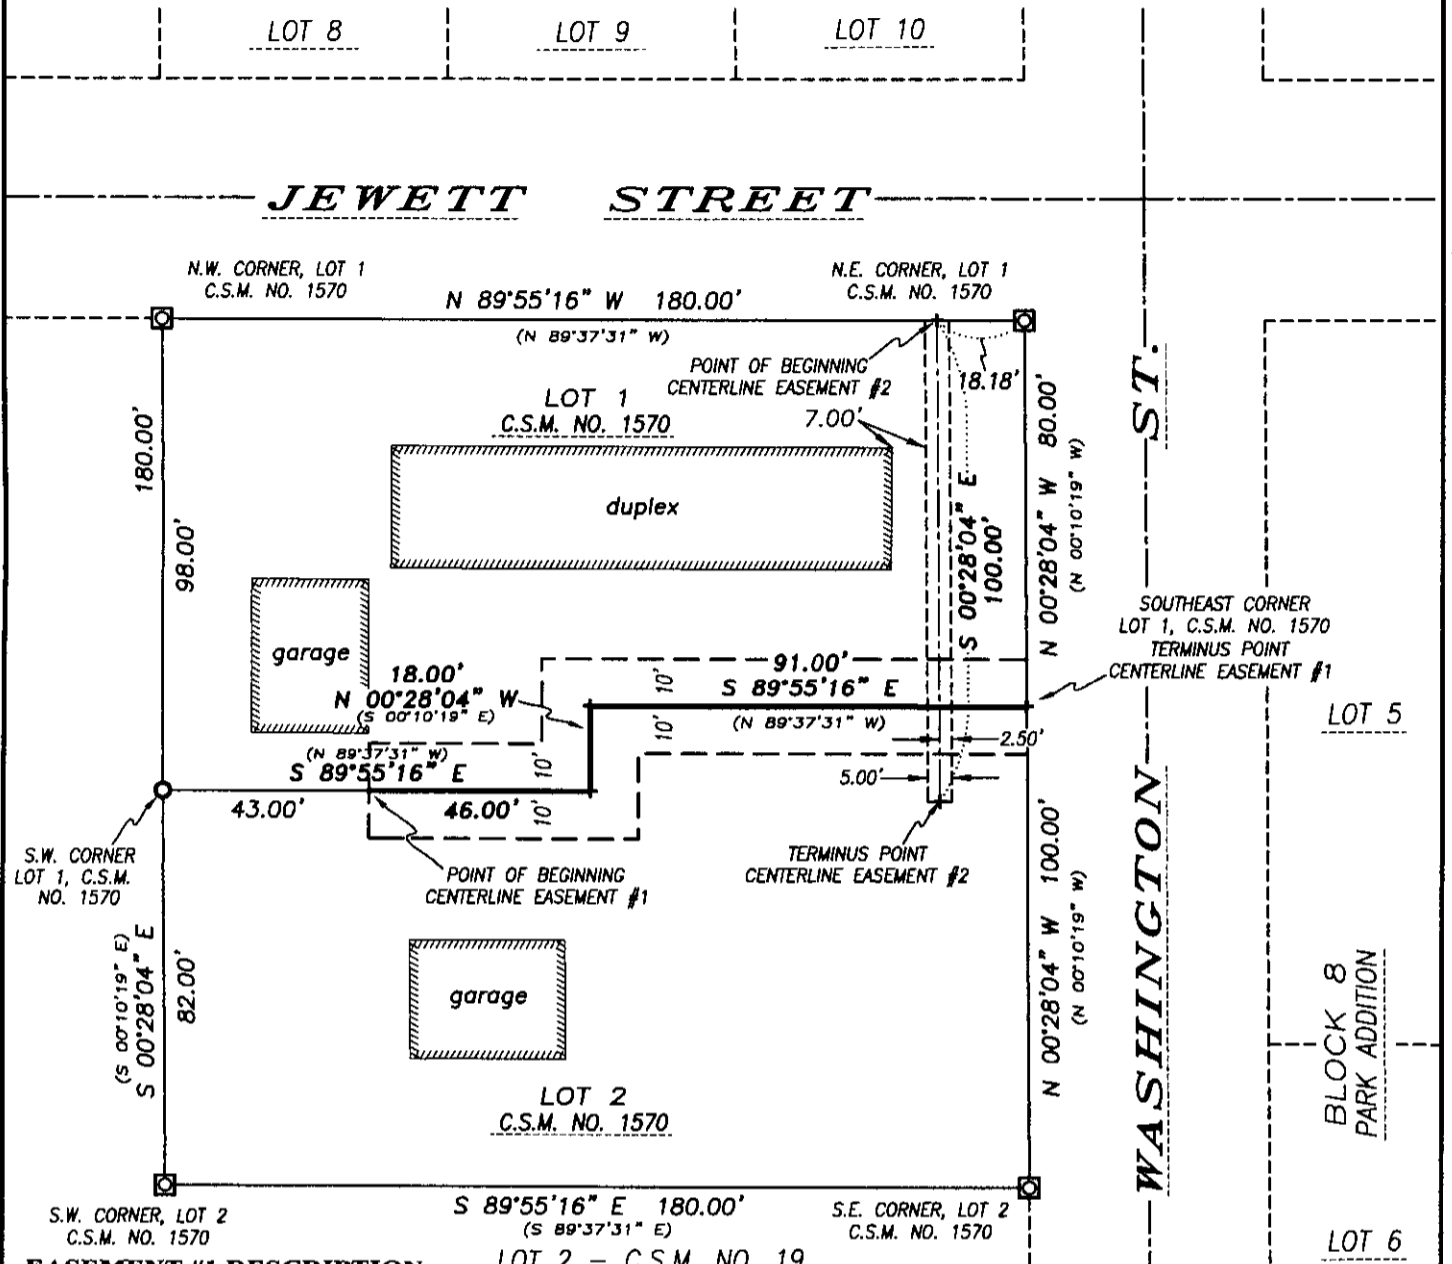 LOT 8
LOT 9
LOT 10
JEWETT STREET
N.W. CORNER, LOT 1
C.S.M. NO. 1570
N.E. CORNER, LOT 1
C.S.M. NO. 1570
N 89°55'16" W 180.00'
(N 89°37'31" W)
POINT OF BEGINNING
CENTERLINE EASEMENT #2
18.18'
LOT 1
C.S.M. NO. 1570
7.00'
duplex
180.00'
98.00'
S 00°28'04" E
100.00'
N 00°28'04" W 80.00'
(N 00°10'19" W)
WASHINGTON ST.
SOUTHEAST CORNER
LOT 1, C.S.M. NO. 1570
TERMINUS POINT
CENTERLINE EASEMENT #1
garage
18.00'
N 00°28'04" W
(S 00°10'19" E)
10'
10'
91.00'
S 89°55'16" E
(N 89°37'31" W)
2.50'
5.00'
LOT 5
(N 89°37'31" W)
S 89°55'16" E
43.00'
46.00'
10'
10'
S.W. CORNER
LOT 1, C.S.M.
NO. 1570
POINT OF BEGINNING
CENTERLINE EASEMENT #1
TERMINUS POINT
CENTERLINE EASEMENT #2
(S 00°10'19" E)
S 00°28'04" E
82.00'
garage
N 00°28'04" W 100.00'
(N 00°10'19" W)
BLOCK 8
PARK ADDITION
LOT 2
C.S.M. NO. 1570
S 89°55'16" E 180.00'
(S 89°37'31" E)
S.W. CORNER, LOT 2
C.S.M. NO. 1570
S.E. CORNER, LOT 2
C.S.M. NO. 1570
LOT 6
EASEMENT #1 DESCRIPTION
LOT 2 – C.S.M. NO. 19